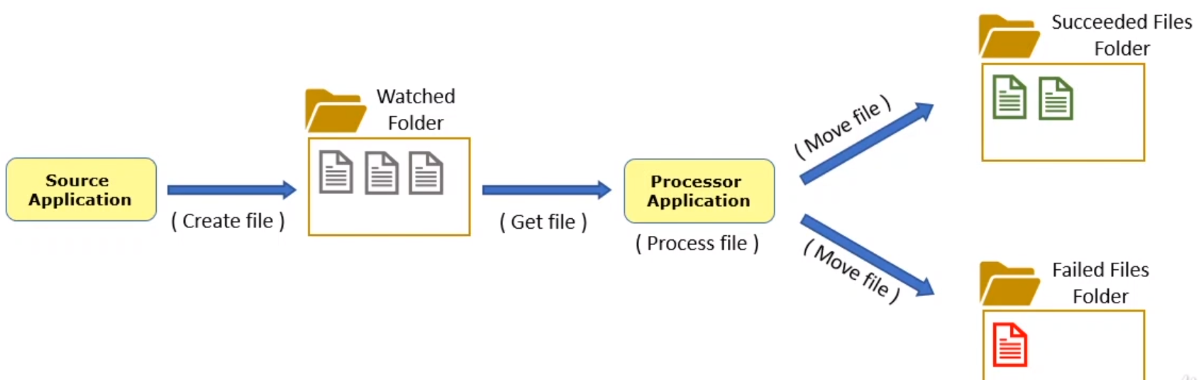 Source
Application
( Create file )
Watched
Folder
( Get file )
Processor
Application
( Process file )
( Move file )
( Move file )
Succeeded Files
Folder
Failed Files
Folder